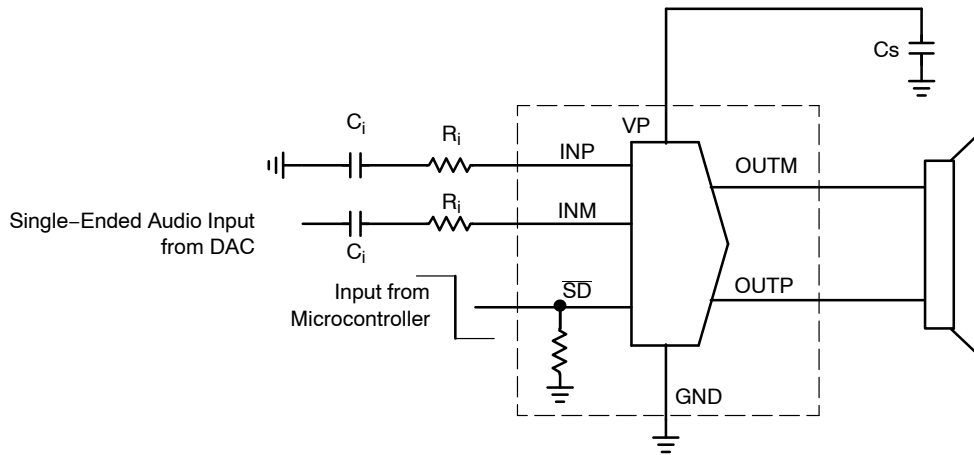 Cs
VP
Cᵢ
Rᵢ
INP
OUTM
Single−Ended Audio Input
from DAC
Cᵢ
Rᵢ
INM
Input from
Microcontroller
S̅D̅
OUTP
GND